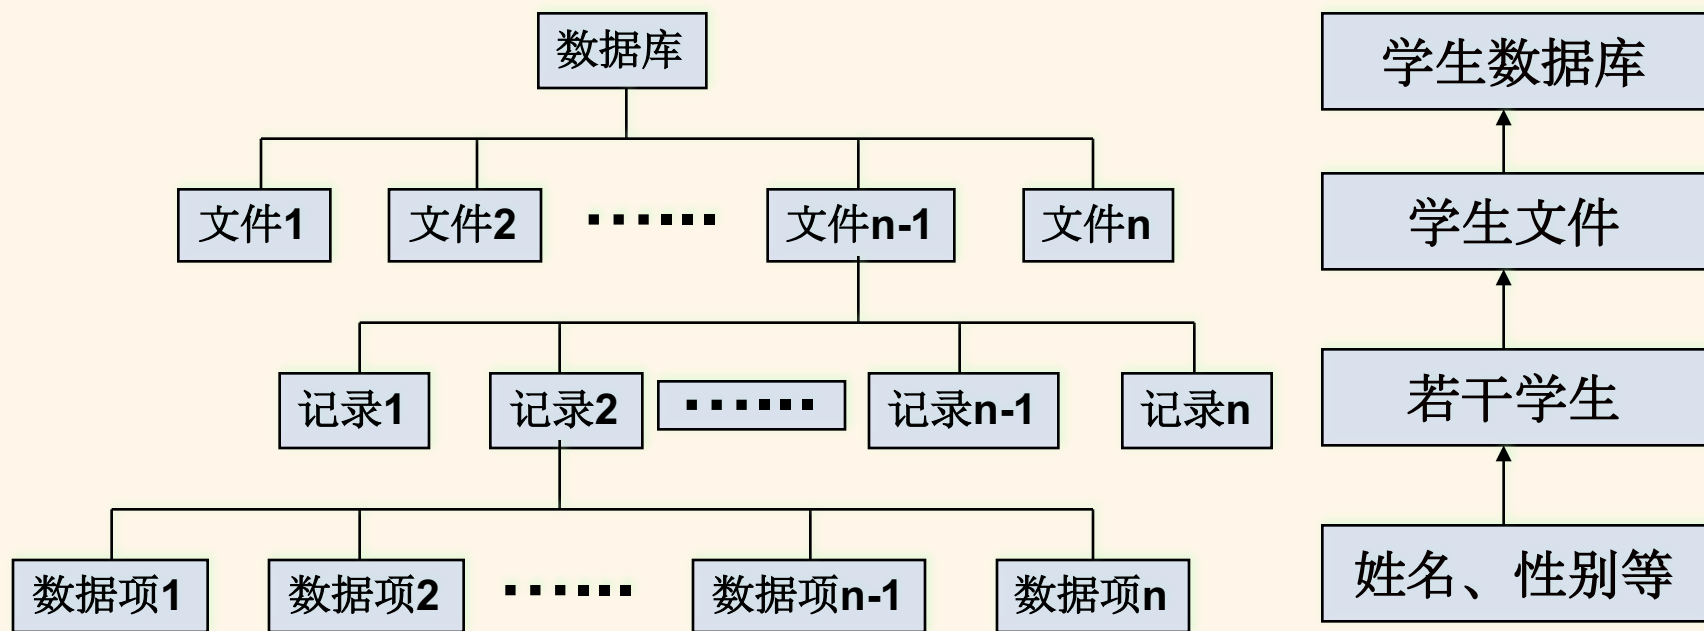 数据库
学生数据库
文件1 文件2 ······ 文件n-1 文件n
学生文件
记录1 记录2 ······ 记录n-1 记录n
若干学生
数据项1 数据项2 ······ 数据项n-1 数据项n
姓名、性别等